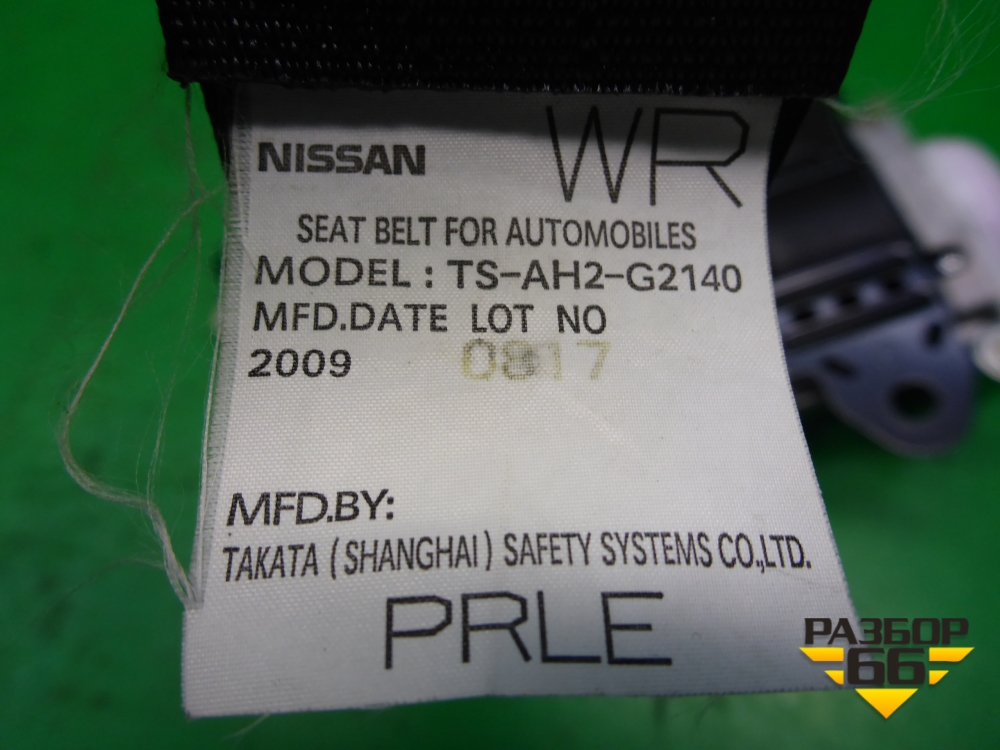 WR
NISSAN
SEAT BELT FOR AUTOMOBILES
MODEL : TS-AH2-G2140
MFD.DATE LOT NO
2009 0817
MFD.BY:
TAKATA (SHANGHAI) SAFETY SYSTEMS CO.,LTD.
PRLE
РАЗБОР
66